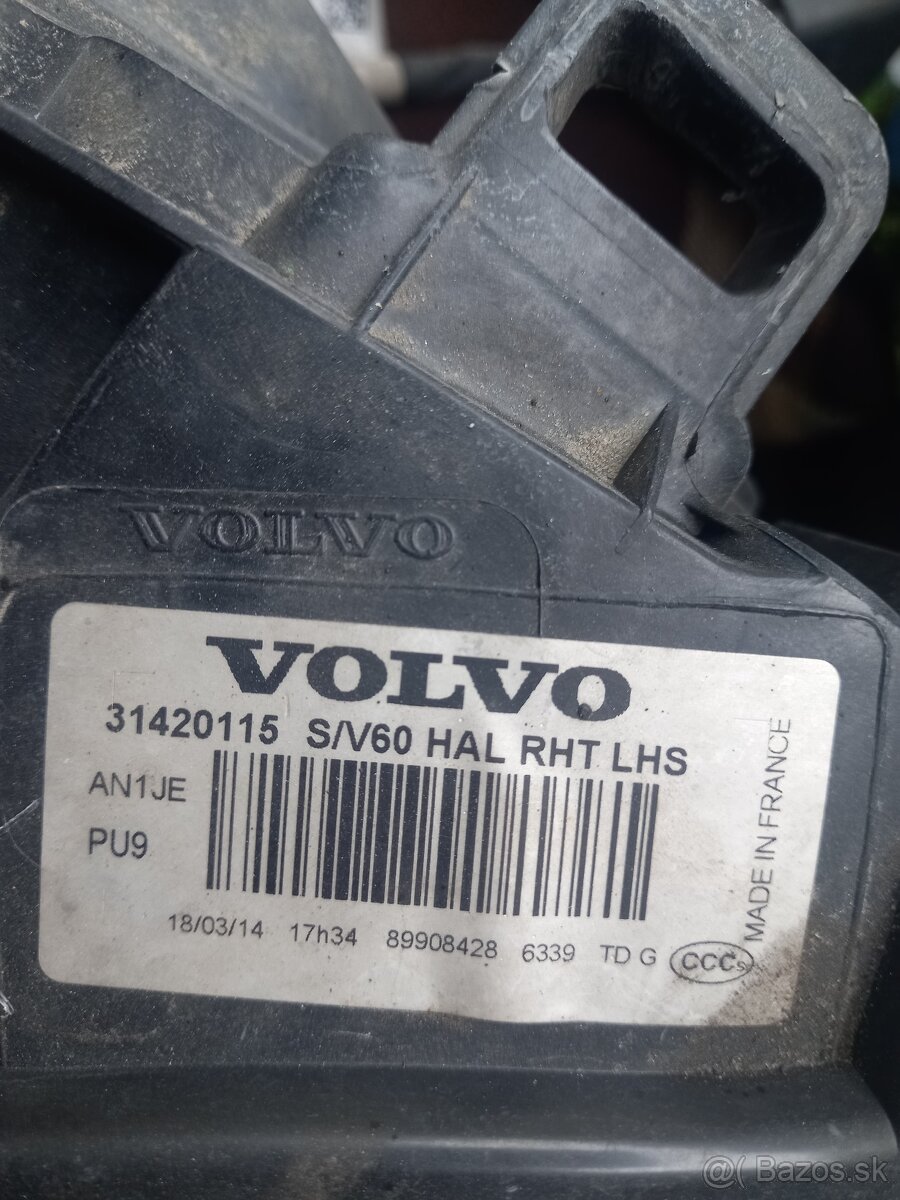 VOLVO
VOLVO
31420115 S/V60 HAL RHT LHS
AN1JE
PU9
MADE IN FRANCE
18/03/14 17h34 89908428 6339 TD G CCCS
@( Bazos.sk